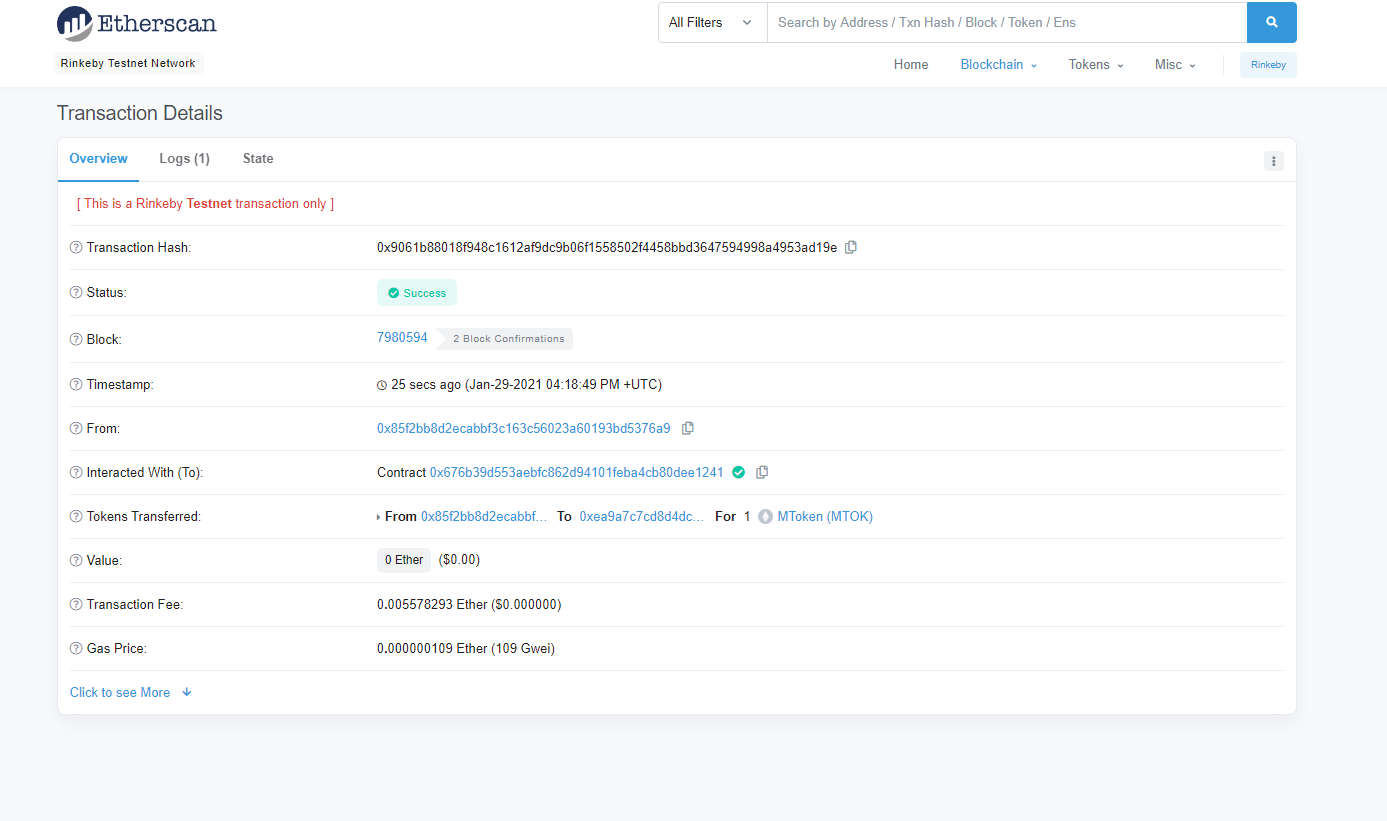 Etherscan
All Filters
Search by Address / Txn Hash / Block / Token / Ens
Rinkeby Testnet Network
Home Blockchain Tokens Misc Rinkeby
Transaction Details
Overview Logs (1) State
[ This is a Rinkeby Testnet transaction only ]
Transaction Hash: 0x9061b88018f948c1612af9dc9b06f1558502f4458bbd3647594998a4953ad19e
Status: Success
Block: 7980594 2 Block Confirmations
Timestamp: 25 secs ago (Jan-29-2021 04:18:49 PM +UTC)
From: 0x85f2bb8d2ecabbf3c163c56023a60193bd5376a9
Interacted With (To): Contract 0x676b39d553aebfc862d94101feba4cb80dee1241
Tokens Transferred: From 0x85f2bb8d2ecabbf... To 0xea9a7c7cd8d4dc... For 1 MToken (MTOK)
Value: 0 Ether ($0.00)
Transaction Fee: 0.005578293 Ether ($0.000000)
Gas Price: 0.000000109 Ether (109 Gwei)
Click to see More